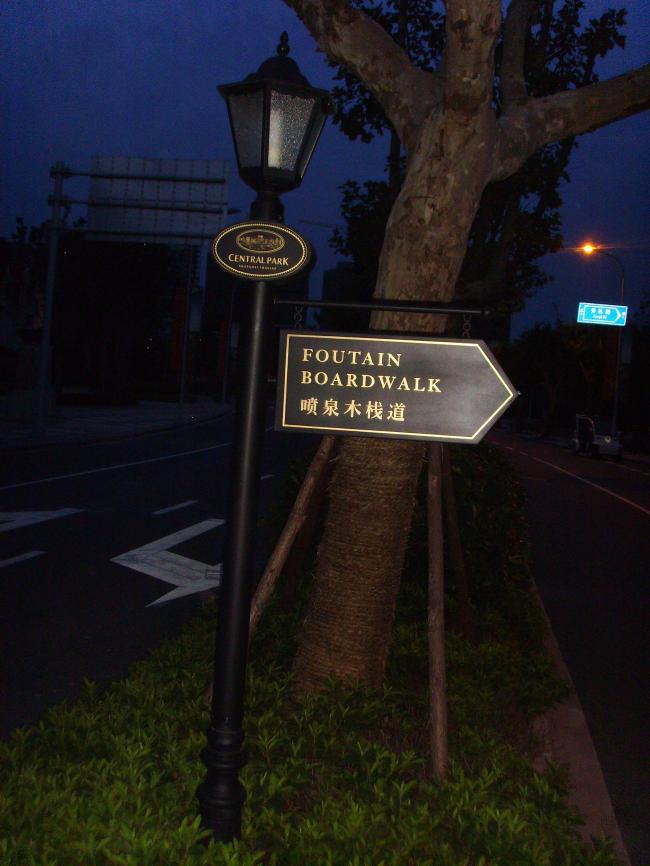 CENTRAL PARK
FOUTAIN
BOARDWALK
喷泉木栈道